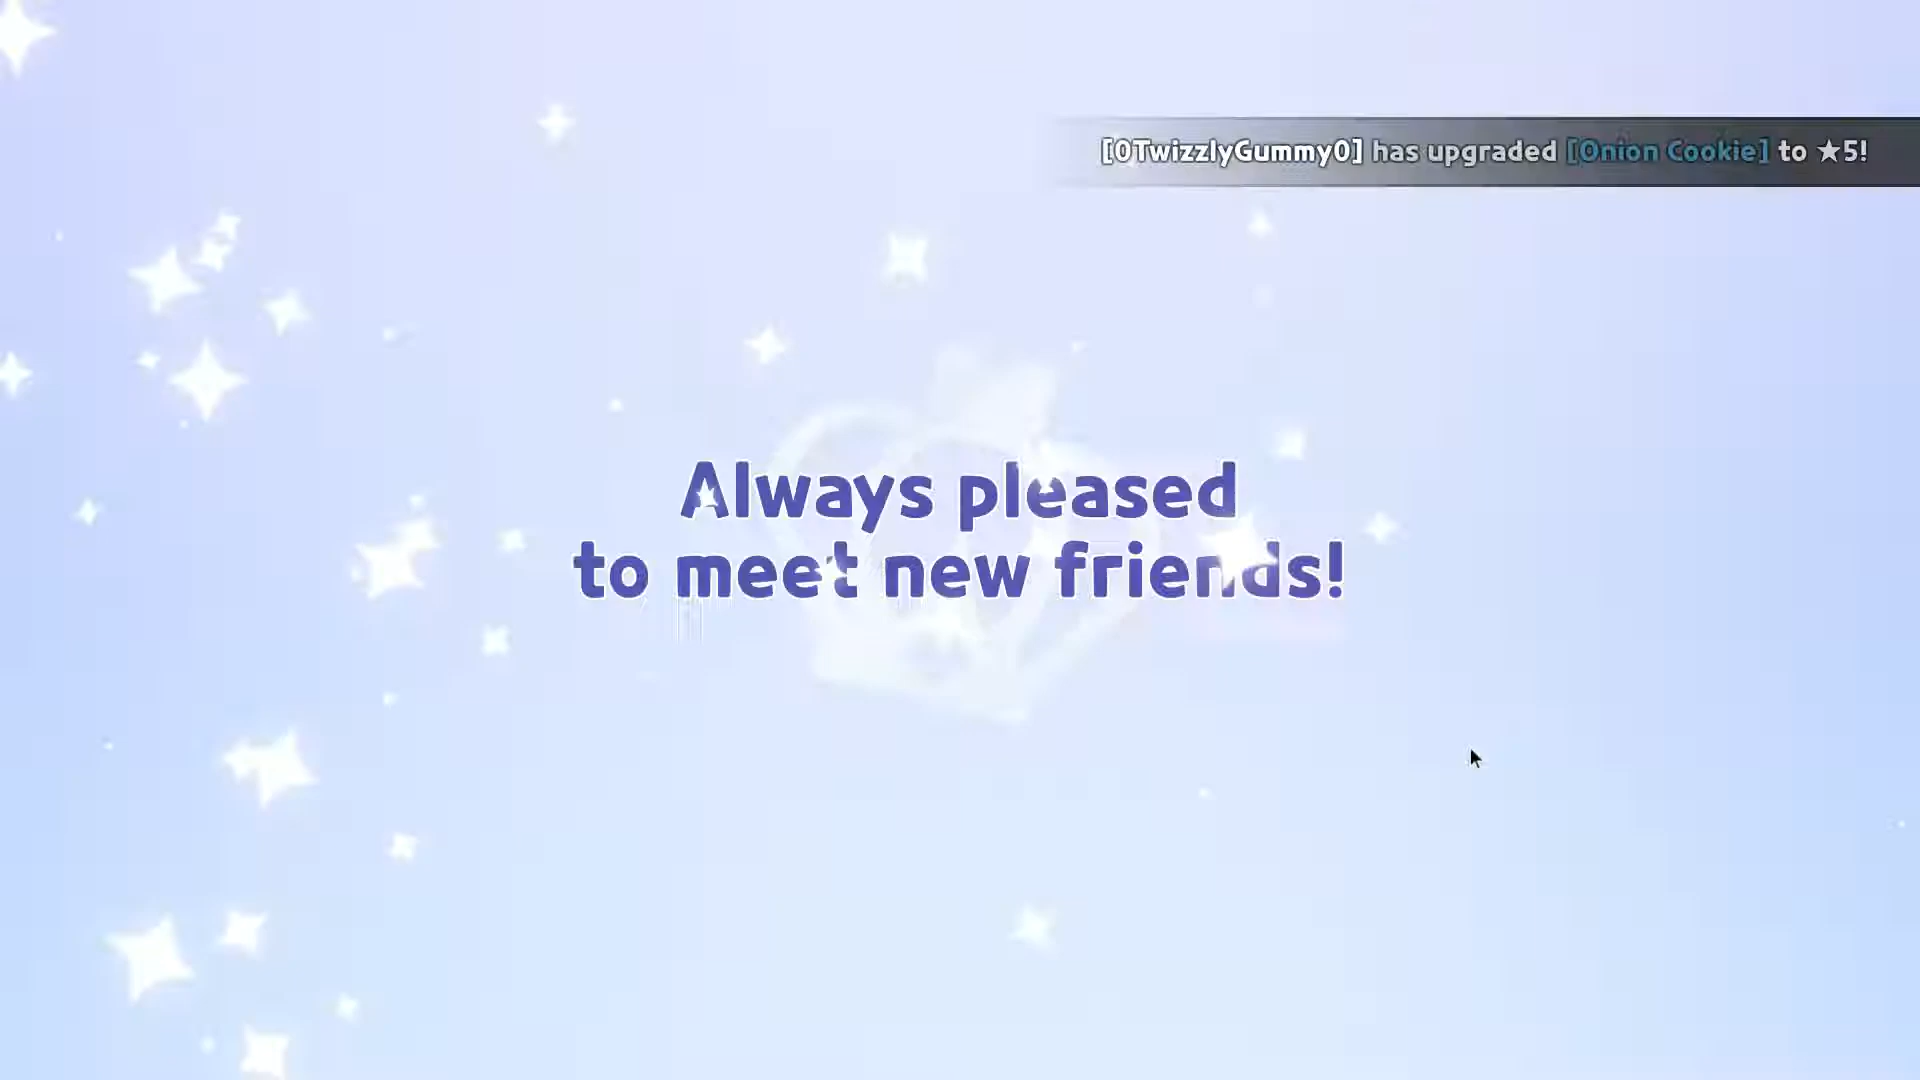 [0TwizzlyGummy0] has upgraded [Onion Cookie] to ★5!
Always pleased
to meet new friends!